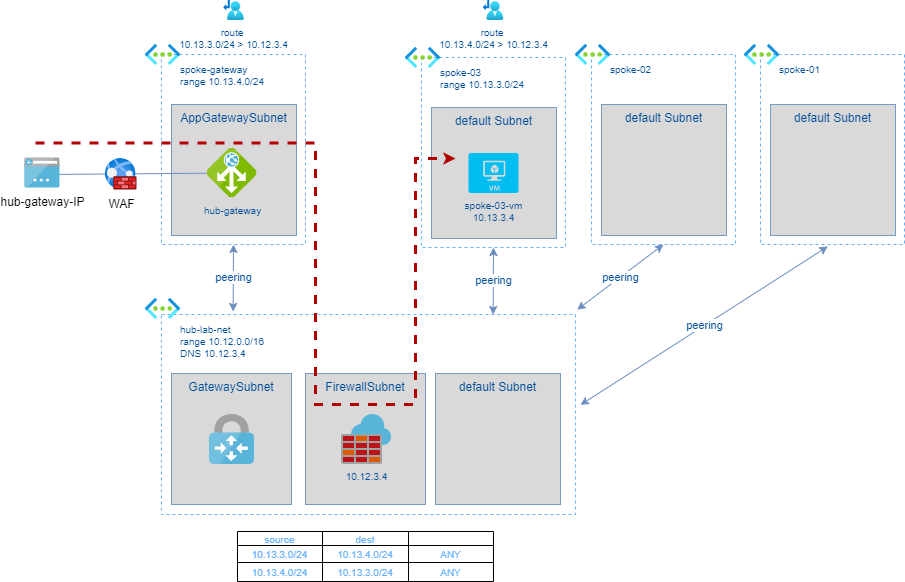 route
10.13.3.0/24 > 10.12.3.4
route
10.13.4.0/24 > 10.12.3.4
spoke-gateway
range 10.13.4.0/24
spoke-03
range 10.13.3.0/24
spoke-02
spoke-01
AppGatewaySubnet
default Subnet
default Subnet
default Subnet
hub-gateway-IP
WAF
hub-gateway
VM
spoke-03-vm
10.13.3.4
peering
peering
peering
peering
hub-lab-net
range 10.12.0.0/16
DNS 10.12.3.4
GatewaySubnet
FirewallSubnet
default Subnet
10.12.3.4
source dest
10.13.3.0/24 10.13.4.0/24 ANY
10.13.4.0/24 10.13.3.0/24 ANY